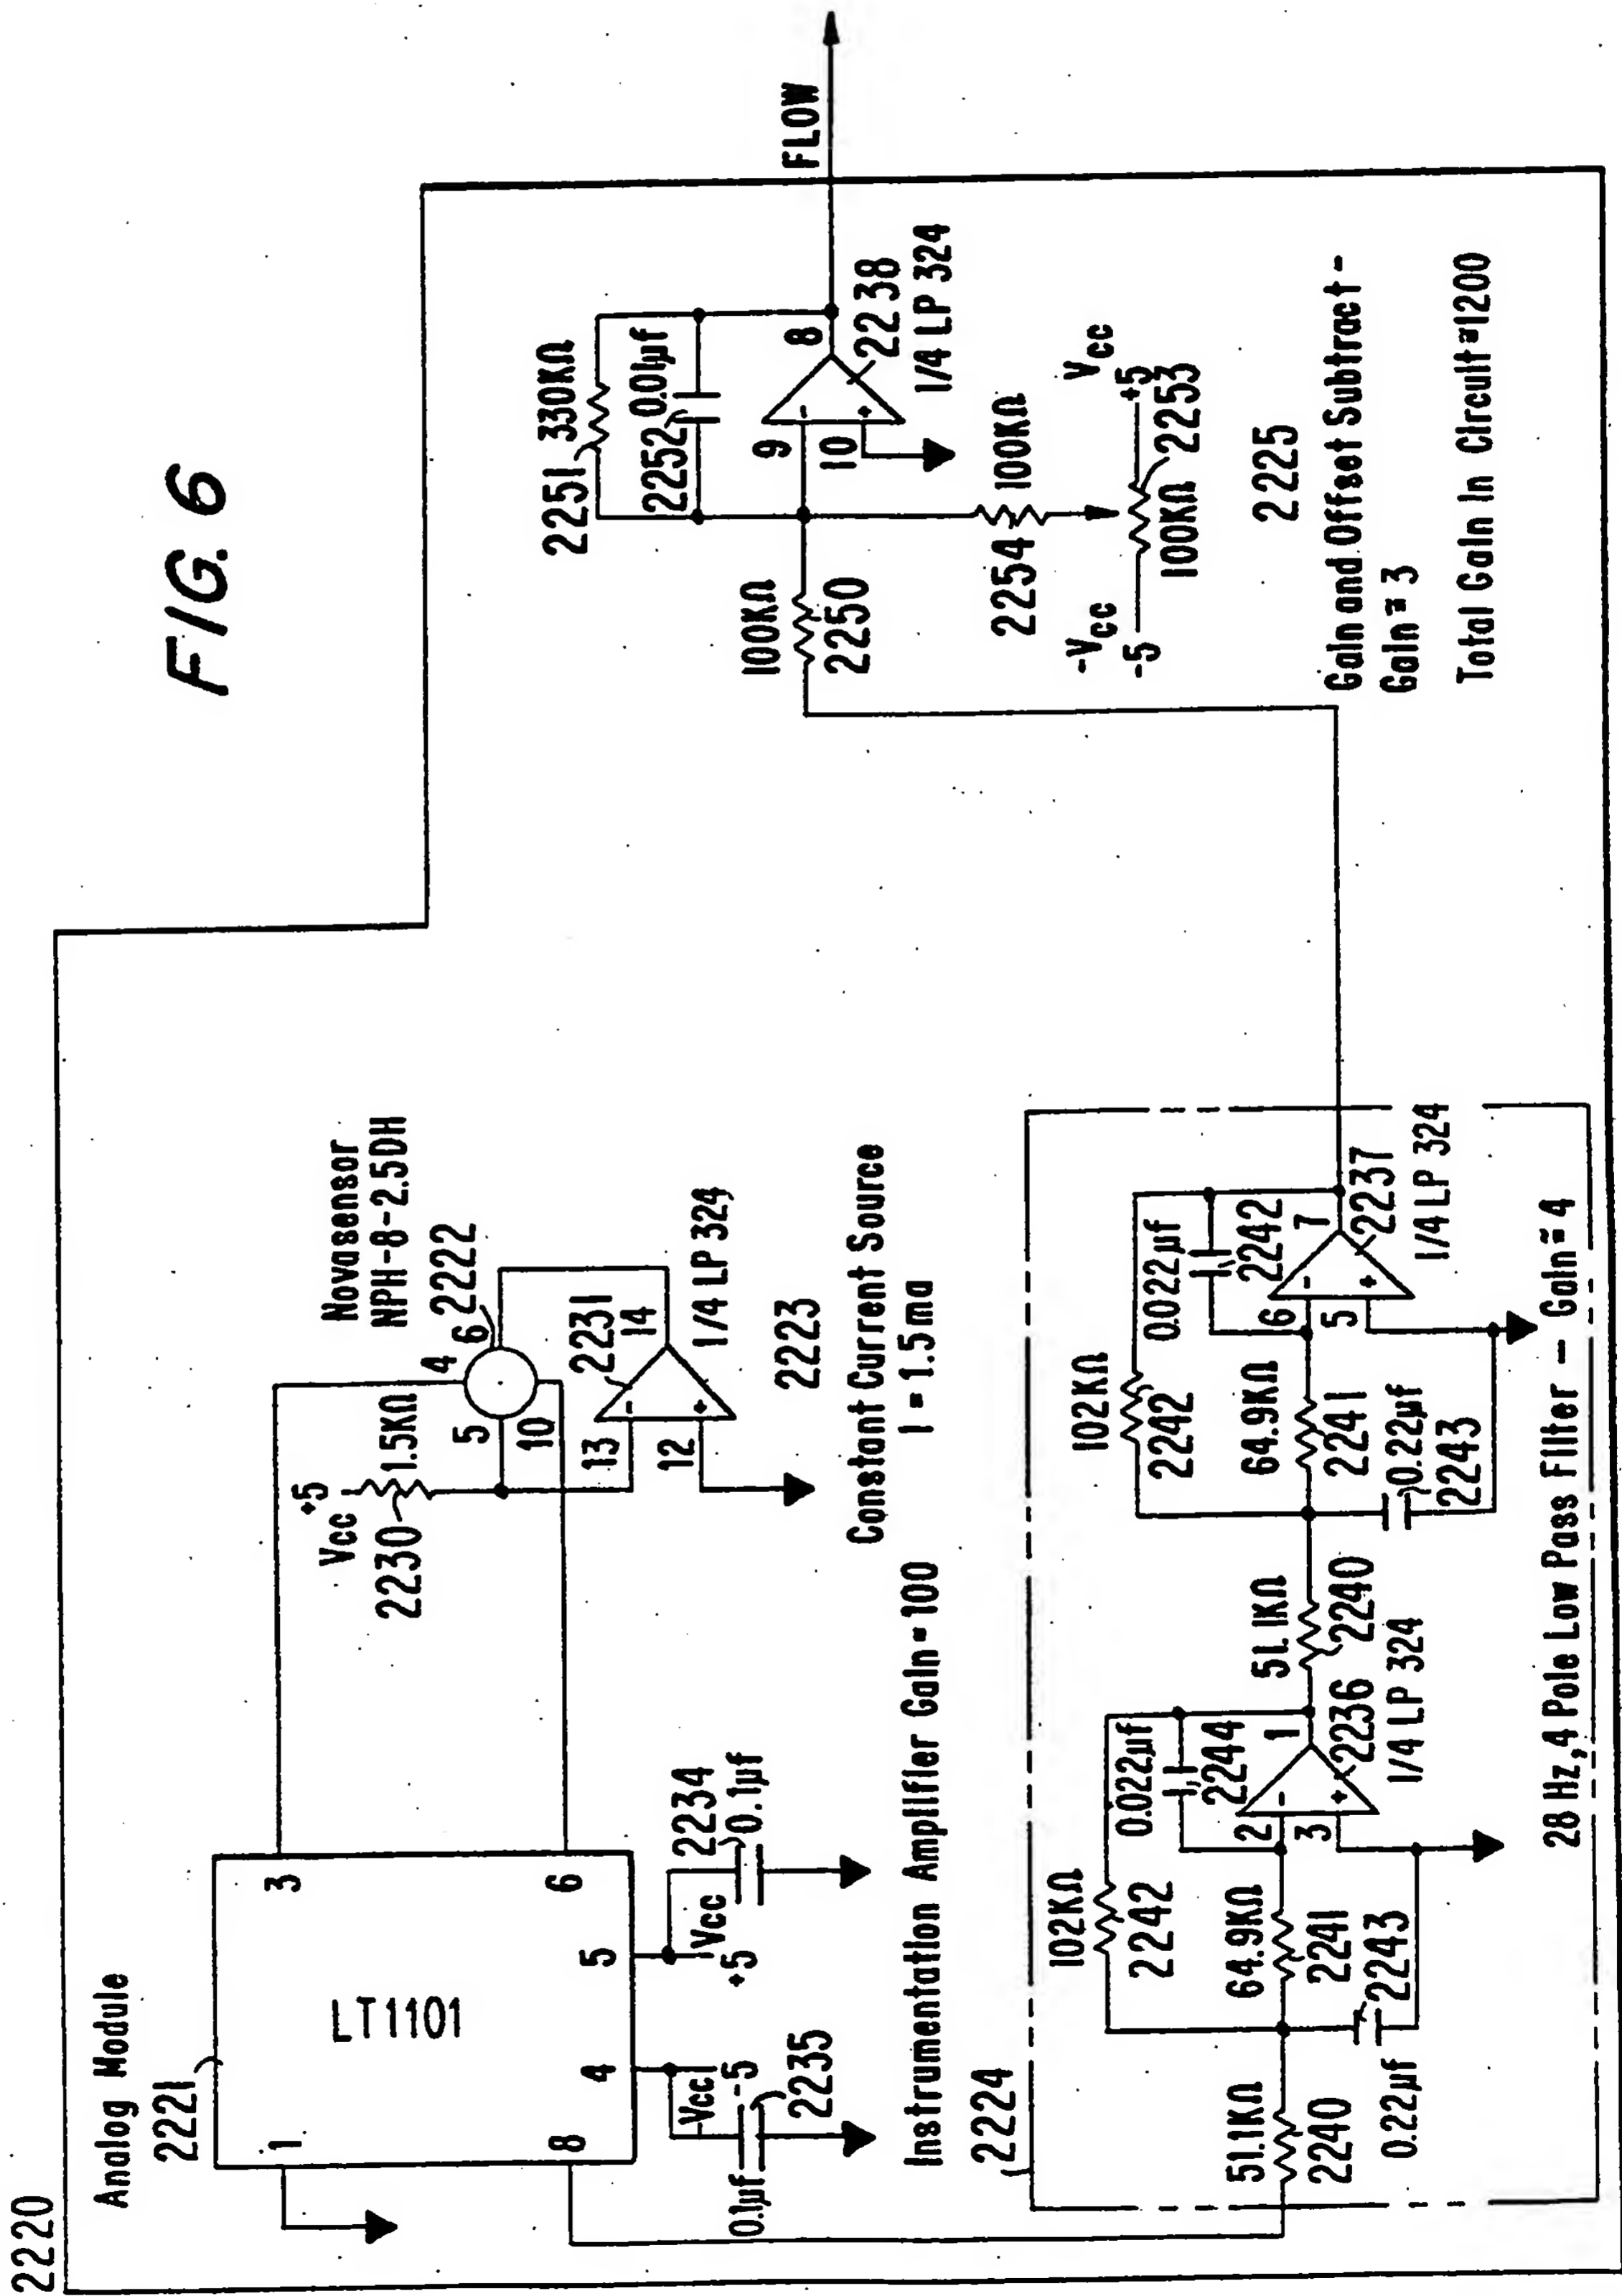 FIG. 6
2220
Analog Module
2221
LT1101
1
3
8
6
4
5
-Vcc
-5
0.1µf
2235
Vcc
+5
2234
0.1µf
Instrumentation Amplifier Gain=100
Novasensor
NPH-8-2.5DH
2222
4
6
5
10
+5
Vcc
1.5KΩ
2230
13
12
2231
14
1/4 LP 324
2223
Constant Current Source
I = 1.5ma
2224
51.1KΩ
2240
102KΩ
2242
64.9KΩ
2241
2243
0.22µf
0.022µf
2244
2
3
1
2236
1/4 LP 324
51.1KΩ
2240
102KΩ
2242
64.9KΩ
2241
0.22µf
2243
0.022µf
2242
6
5
7
2237
1/4 LP 324
28 Hz, 4 Pole Low Pass Filter - Gain≅4
100KΩ
2250
2251
330KΩ
2252
0.01µf
9
10
8
2238
1/4 LP 324
FLOW
2254
100KΩ
-Vcc
-5
Vcc
+5
100KΩ
2253
2225
Gain and Offset Subtract-
Gain≅3
Total Gain In Circuit≅1200